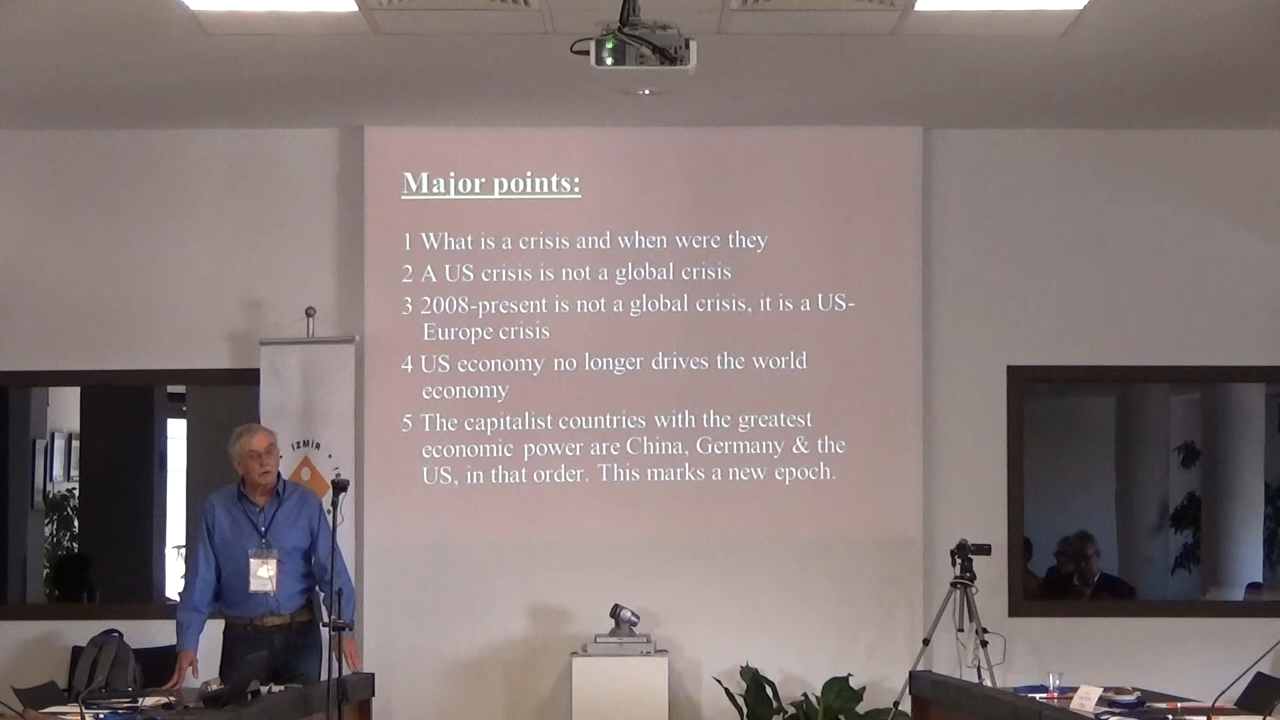 Major points:
1 What is a crisis and when were they
2 A US crisis is not a global crisis
3 2008-present is not a global crisis, it is a US-
Europe crisis
4 US economy no longer drives the world
economy
5 The capitalist countries with the greatest
economic power are China, Germany & the
US, in that order. This marks a new epoch.
İZMİR